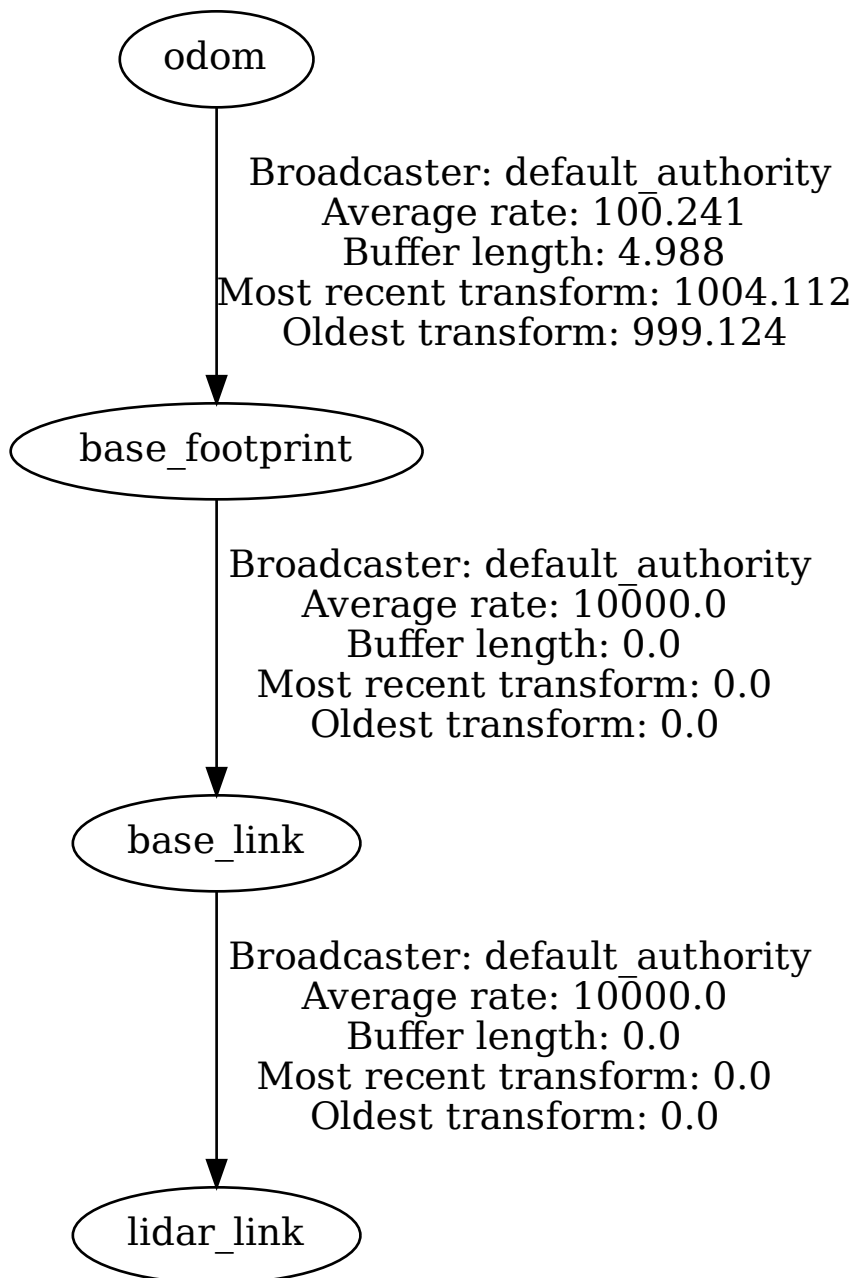 odom
Broadcaster: default_authority
Average rate: 100.241
Buffer length: 4.988
Most recent transform: 1004.112
Oldest transform: 999.124
base_footprint
Broadcaster: default_authority
Average rate: 10000.0
Buffer length: 0.0
Most recent transform: 0.0
Oldest transform: 0.0
base_link
Broadcaster: default_authority
Average rate: 10000.0
Buffer length: 0.0
Most recent transform: 0.0
Oldest transform: 0.0
lidar_link